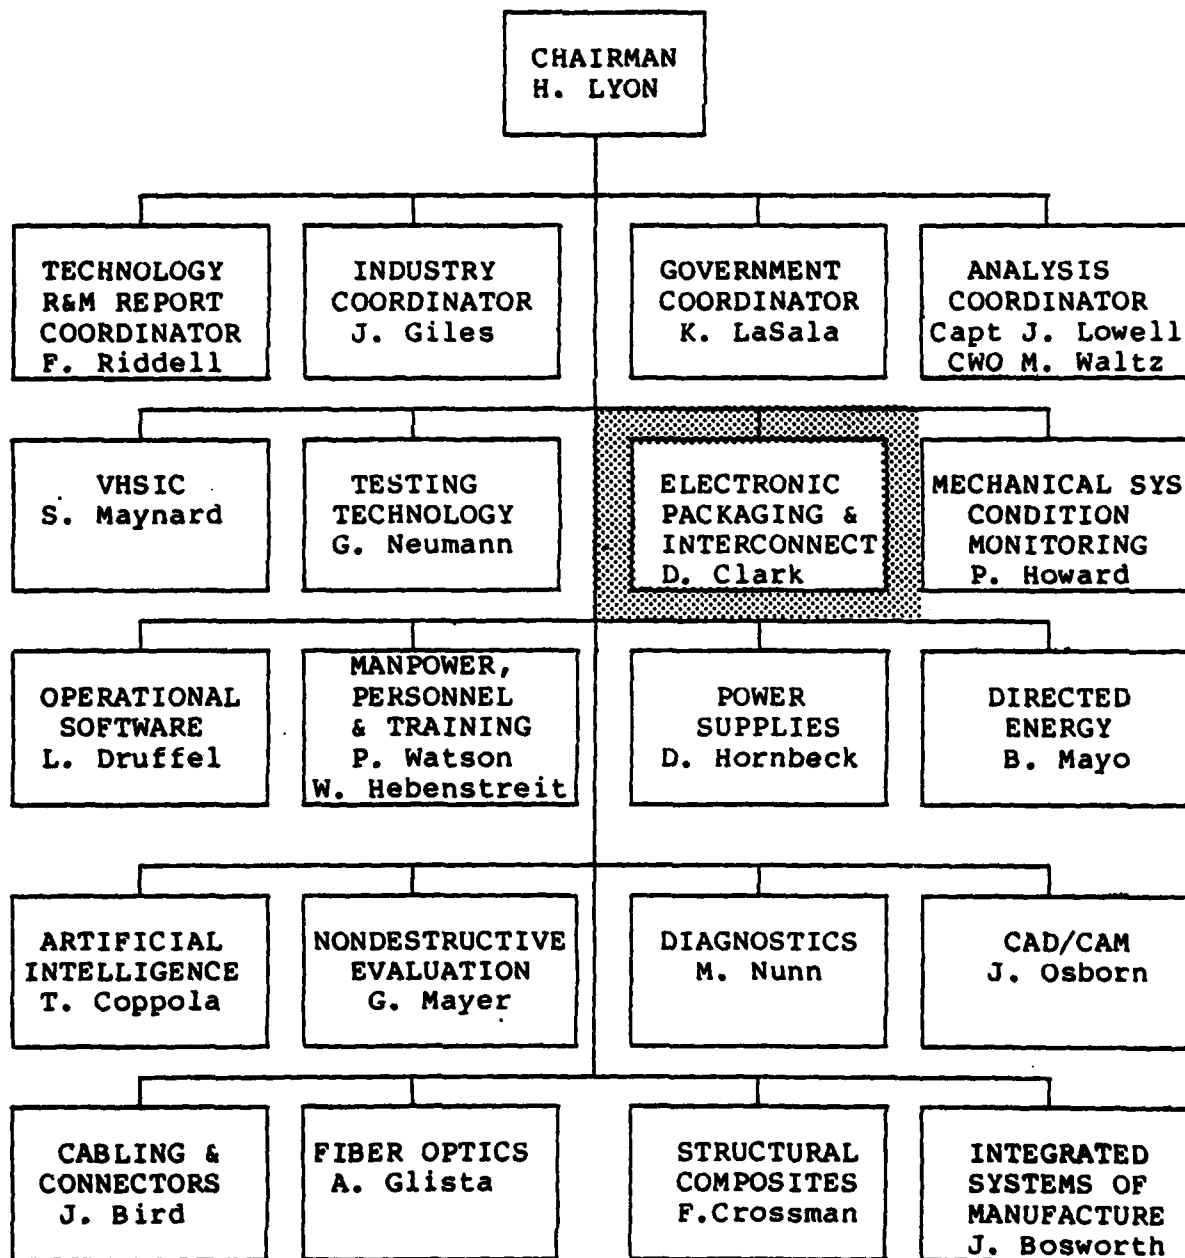 CHAIRMAN
H. LYON
TECHNOLOGY
R&M REPORT
COORDINATOR
F. Riddell
INDUSTRY
COORDINATOR
J. Giles
GOVERNMENT
COORDINATOR
K. LaSala
ANALYSIS
COORDINATOR
Capt J. Lowell
CWO M. Waltz
VHSIC
S. Maynard
TESTING
TECHNOLOGY
G. Neumann
ELECTRONIC
PACKAGING &
INTERCONNECT
D. Clark
MECHANICAL SYS
CONDITION
MONITORING
P. Howard
OPERATIONAL
SOFTWARE
L. Druffel
MANPOWER,
PERSONNEL
& TRAINING
P. Watson
W. Hebenstreit
POWER
SUPPLIES
D. Hornbeck
DIRECTED
ENERGY
B. Mayo
ARTIFICIAL
INTELLIGENCE
T. Coppola
NONDESTRUCTIVE
EVALUATION
G. Mayer
DIAGNOSTICS
M. Nunn
CAD/CAM
J. Osborn
CABLING &
CONNECTORS
J. Bird
FIBER OPTICS
A. Glista
STRUCTURAL
COMPOSITES
F.Crossman
INTEGRATED
SYSTEMS OF
MANUFACTURE
J. Bosworth